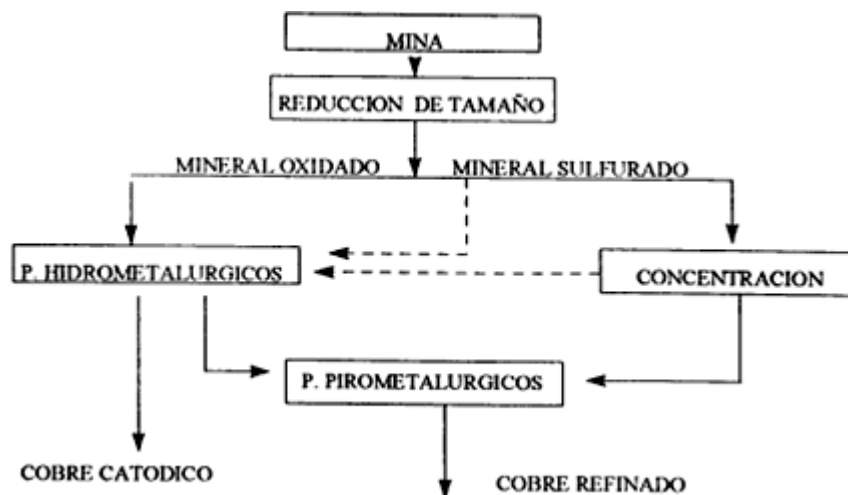 MINA
REDUCCION DE TAMAÑO
MINERAL OXIDADO
MINERAL SULFURADO
P. HIDROMETALURGICOS
CONCENTRACION
P. PIROMETALURGICOS
COBRE CATODICO
COBRE REFINADO